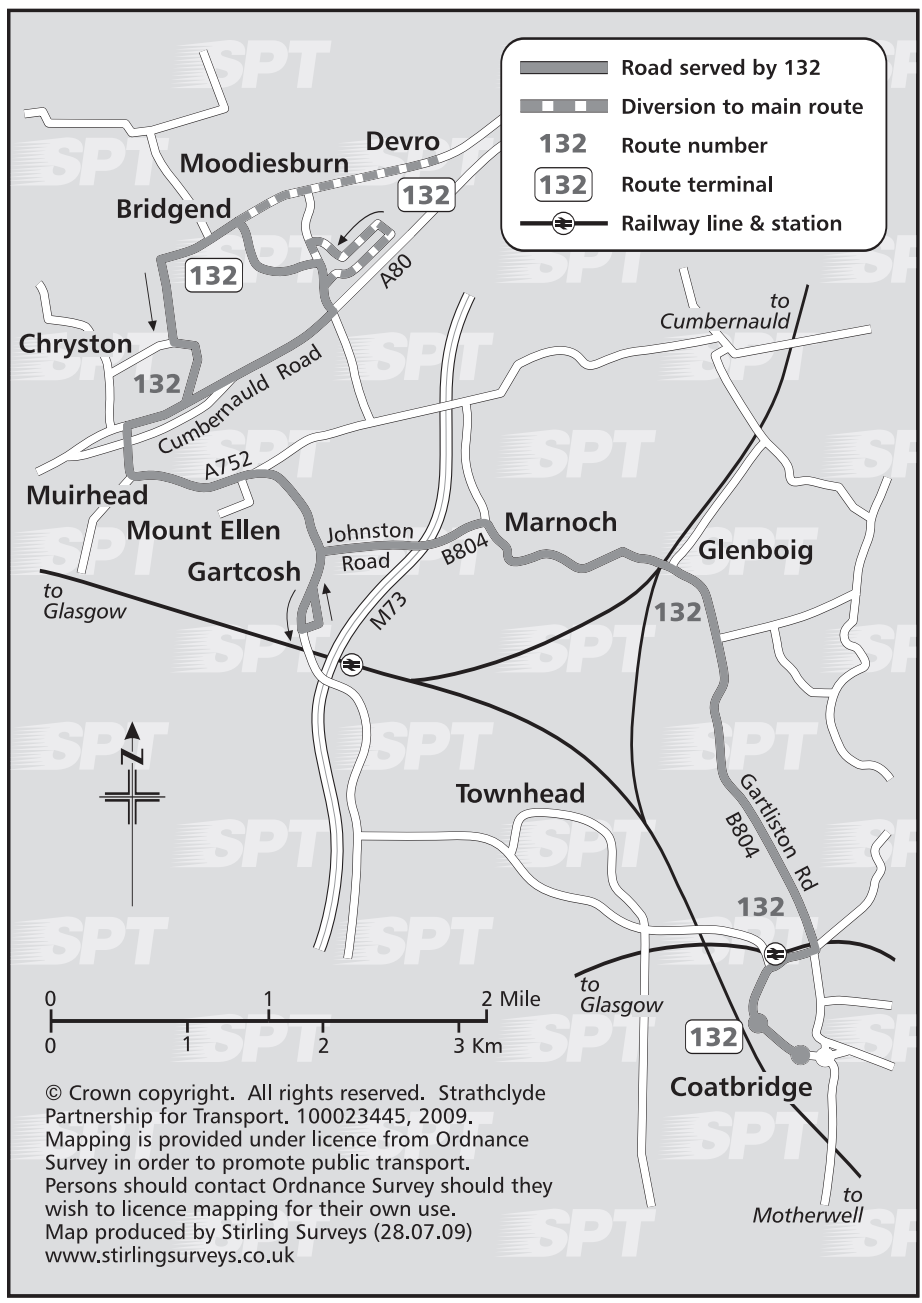 Road served by 132
Diversion to main route
132 Route number
132 Route terminal
Railway line & station
Devro
Moodiesburn
132
Bridgend
132
A80
to
Cumbernauld
Chryston
132
Cumbernauld Road
A752
Muirhead
Mount Ellen
Johnston
Road
B804
Marnoch
Gartcosh
Glenboig
to
Glasgow
M73
132
N
Townhead
Gartliston Rd
B804
132
to
Glasgow
132
Coatbridge
to
Motherwell
0 1 2 Mile
0 1 2 3 Km
© Crown copyright. All rights reserved. Strathclyde
Partnership for Transport. 100023445, 2009.
Mapping is provided under licence from Ordnance
Survey in order to promote public transport.
Persons should contact Ordnance Survey should they
wish to licence mapping for their own use.
Map produced by Stirling Surveys (28.07.09)
www.stirlingsurveys.co.uk
SPT